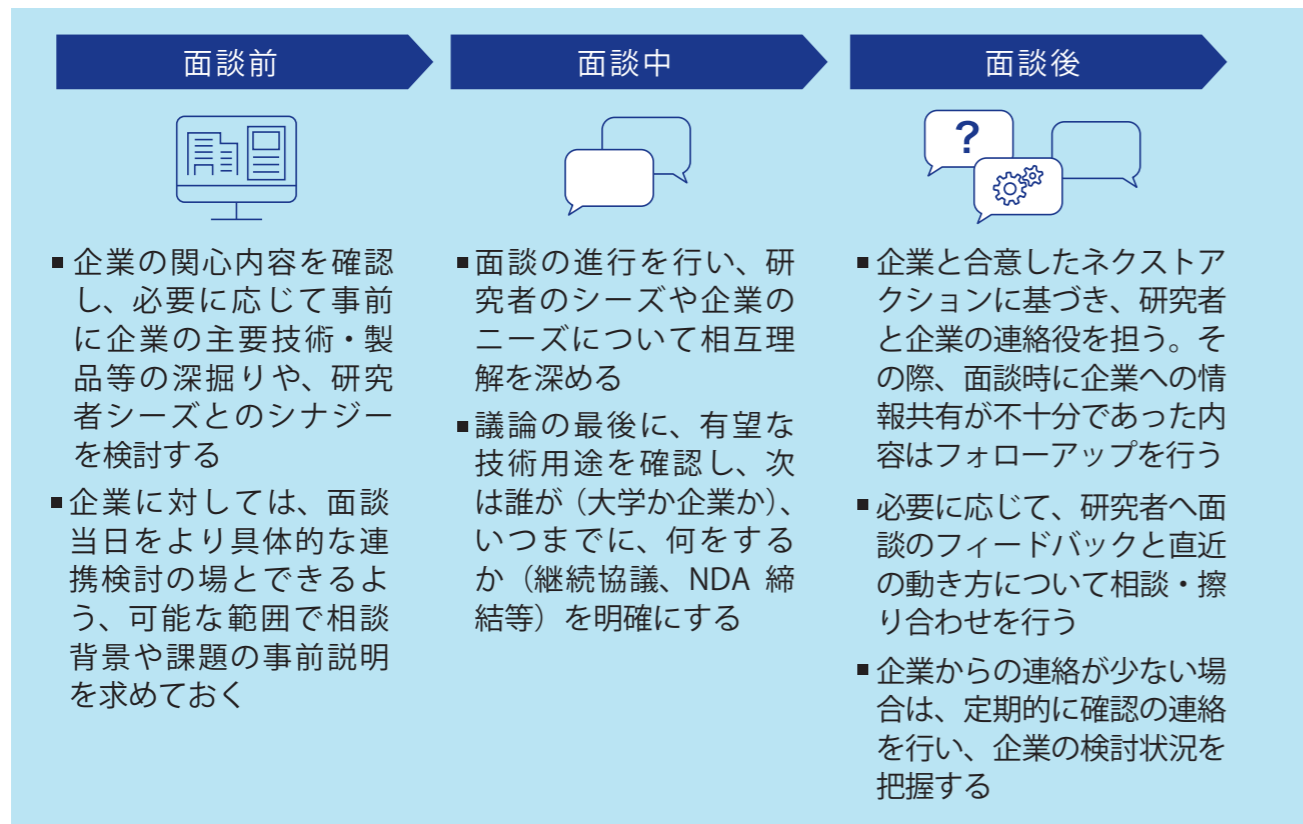 面談前
企業の関心内容を確認
し、必要に応じて事前
に企業の主要技術・製
品等の深掘りや、研究
者シーズとのシナジー
を検討する
企業に対しては、面談
当日をより具体的な連
携検討の場とできるよ
う、可能な範囲で相談
背景や課題の事前説明
を求めておく
面談中
面談の進行を行い、研
究者のシーズや企業の
ニーズについて相互理
解を深める
議論の最後に、有望な
技術用途を確認し、次
は誰が（大学か企業か）、
いつまでに、何をする
か（継続協議、NDA 締
結等）を明確にする
面談後
?
企業と合意したネクストア
クションに基づき、研究者
と企業の連絡役を担う。そ
の際、面談時に企業への情
報共有が不十分であった内
容はフォローアップを行う
必要に応じて、研究者へ面
談のフィードバックと直近
の動き方について相談・擦
り合わせを行う
企業からの連絡が少ない場
合は、定期的に確認の連絡
を行い、企業の検討状況を
把握する